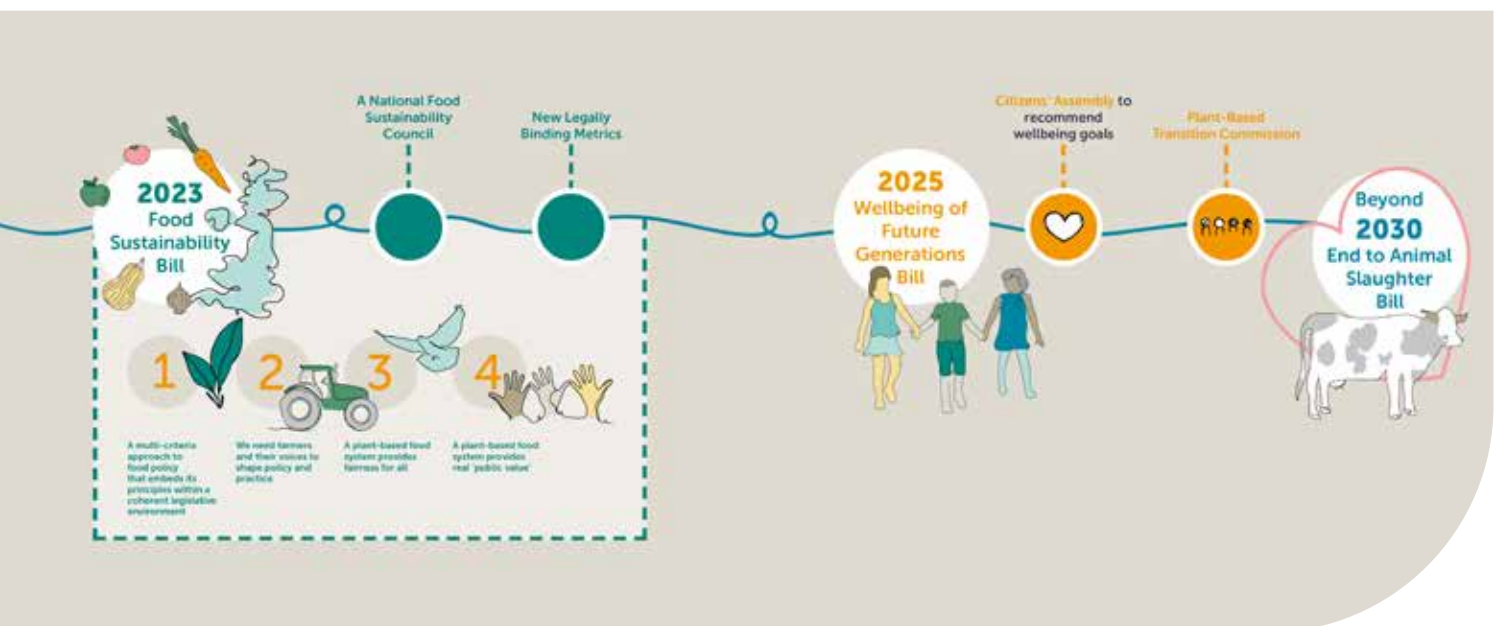 2023
Food
Sustainability
Bill
A National Food
Sustainability
Council
New Legally
Binding Metrics
1
A multi-criteria
approach to
food policy
that embeds its
principles within a
coherent legislative
environment
2
We need farmers
and their voices to
shape policy and
practice
3
A plant-based food
system provides
fairness for all
4
A plant-based food
system provides
real 'public value'
2025
Wellbeing of
Future
Generations
Bill
Citizens' Assembly to
recommend
wellbeing goals
Plant-Based
Transition Commission
Beyond
2030
End to Animal
Slaughter
Bill